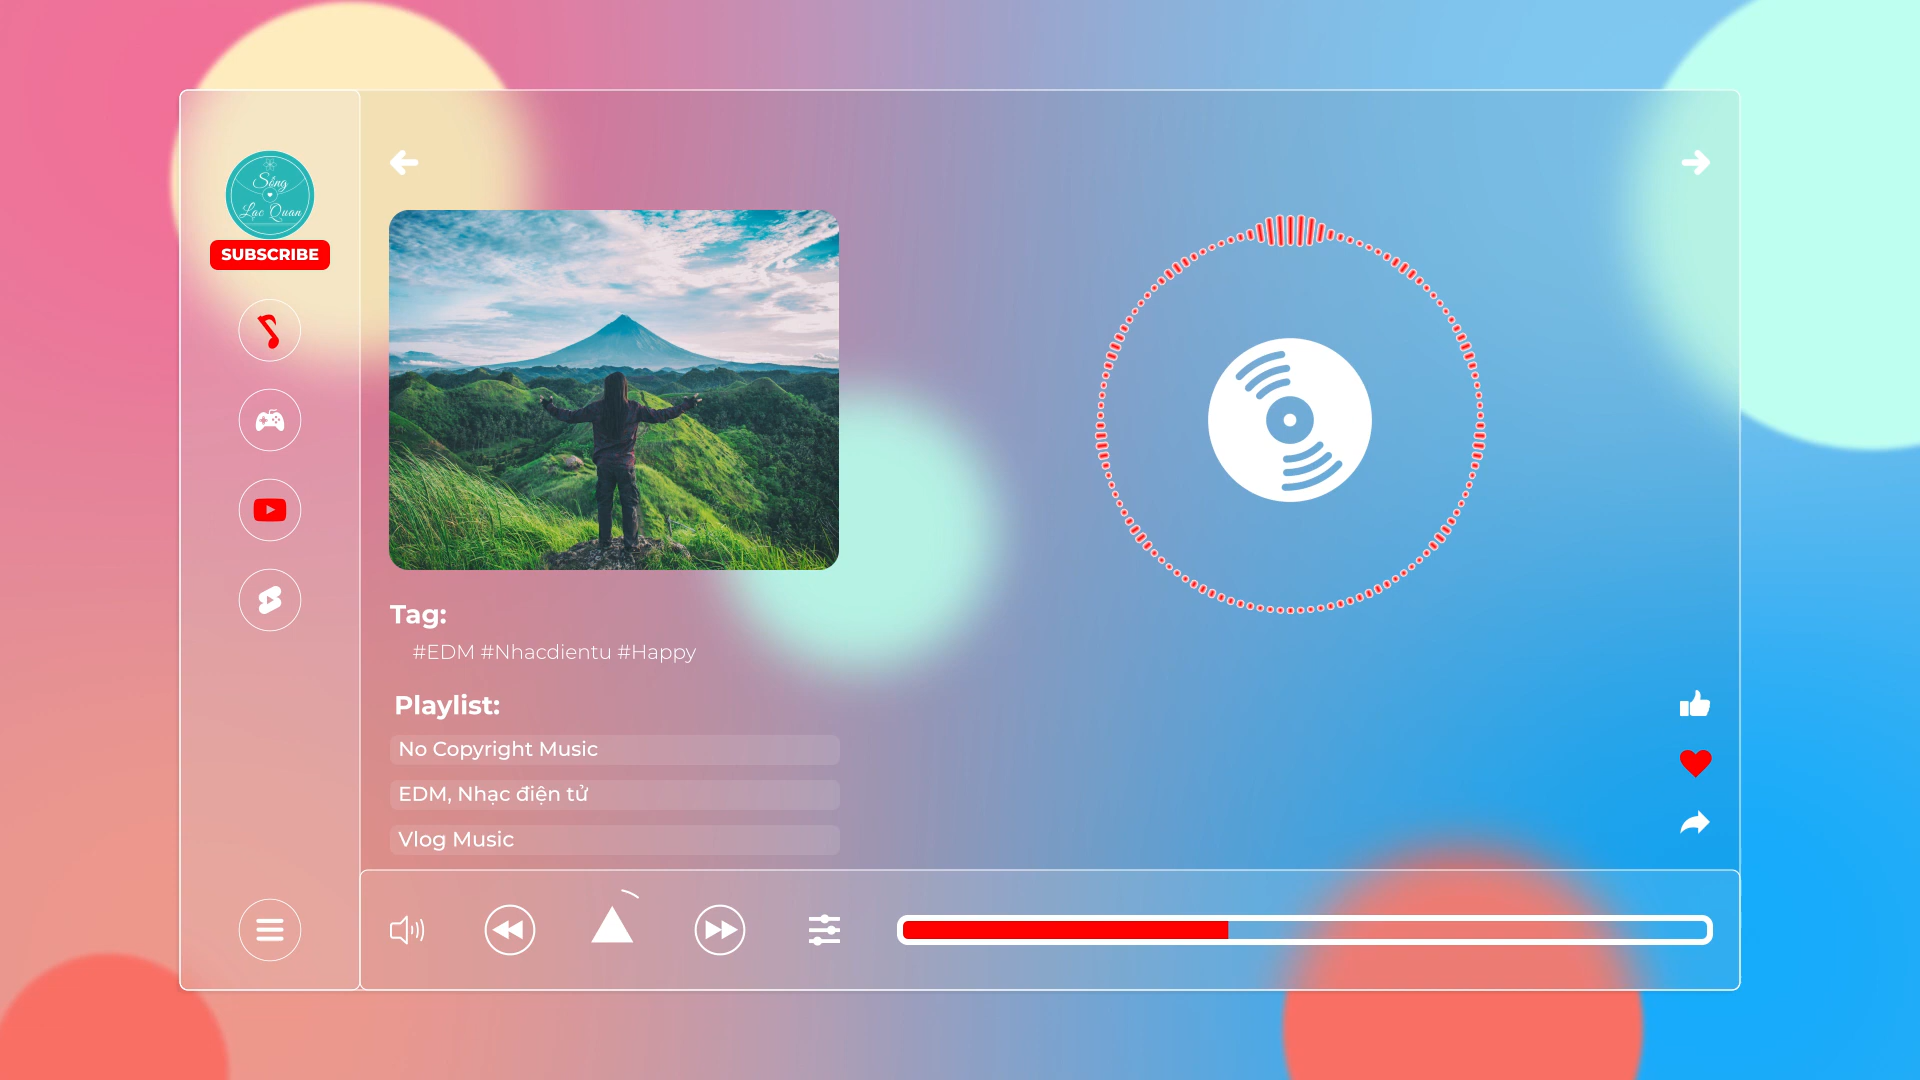 Sống
Lạc Quan
SUBSCRIBE
Tag:
#EDM #Nhacdientu #Happy
Playlist:
No Copyright Music
EDM, Nhạc điện tử
Vlog Music